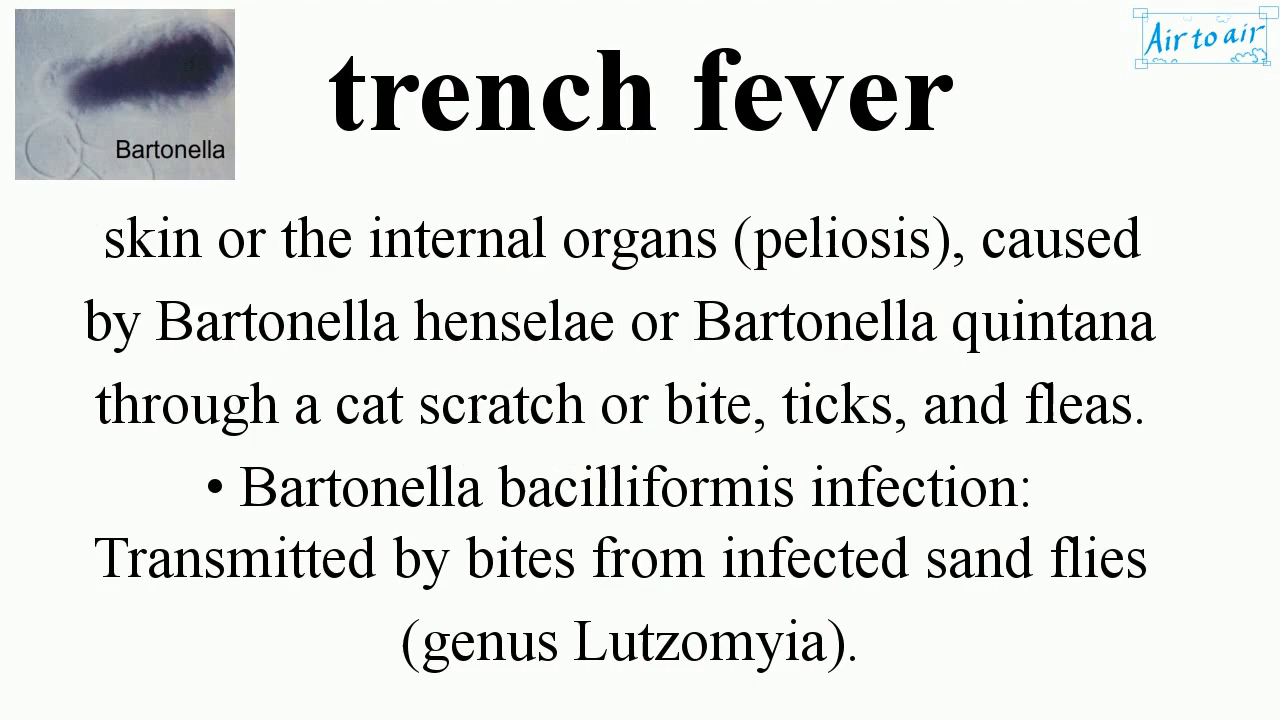 Air to air
trench fever
Bartonella
skin or the internal organs (peliosis), caused
by Bartonella henselae or Bartonella quintana
through a cat scratch or bite, ticks, and fleas.
• Bartonella bacilliformis infection:
Transmitted by bites from infected sand flies
(genus Lutzomyia).